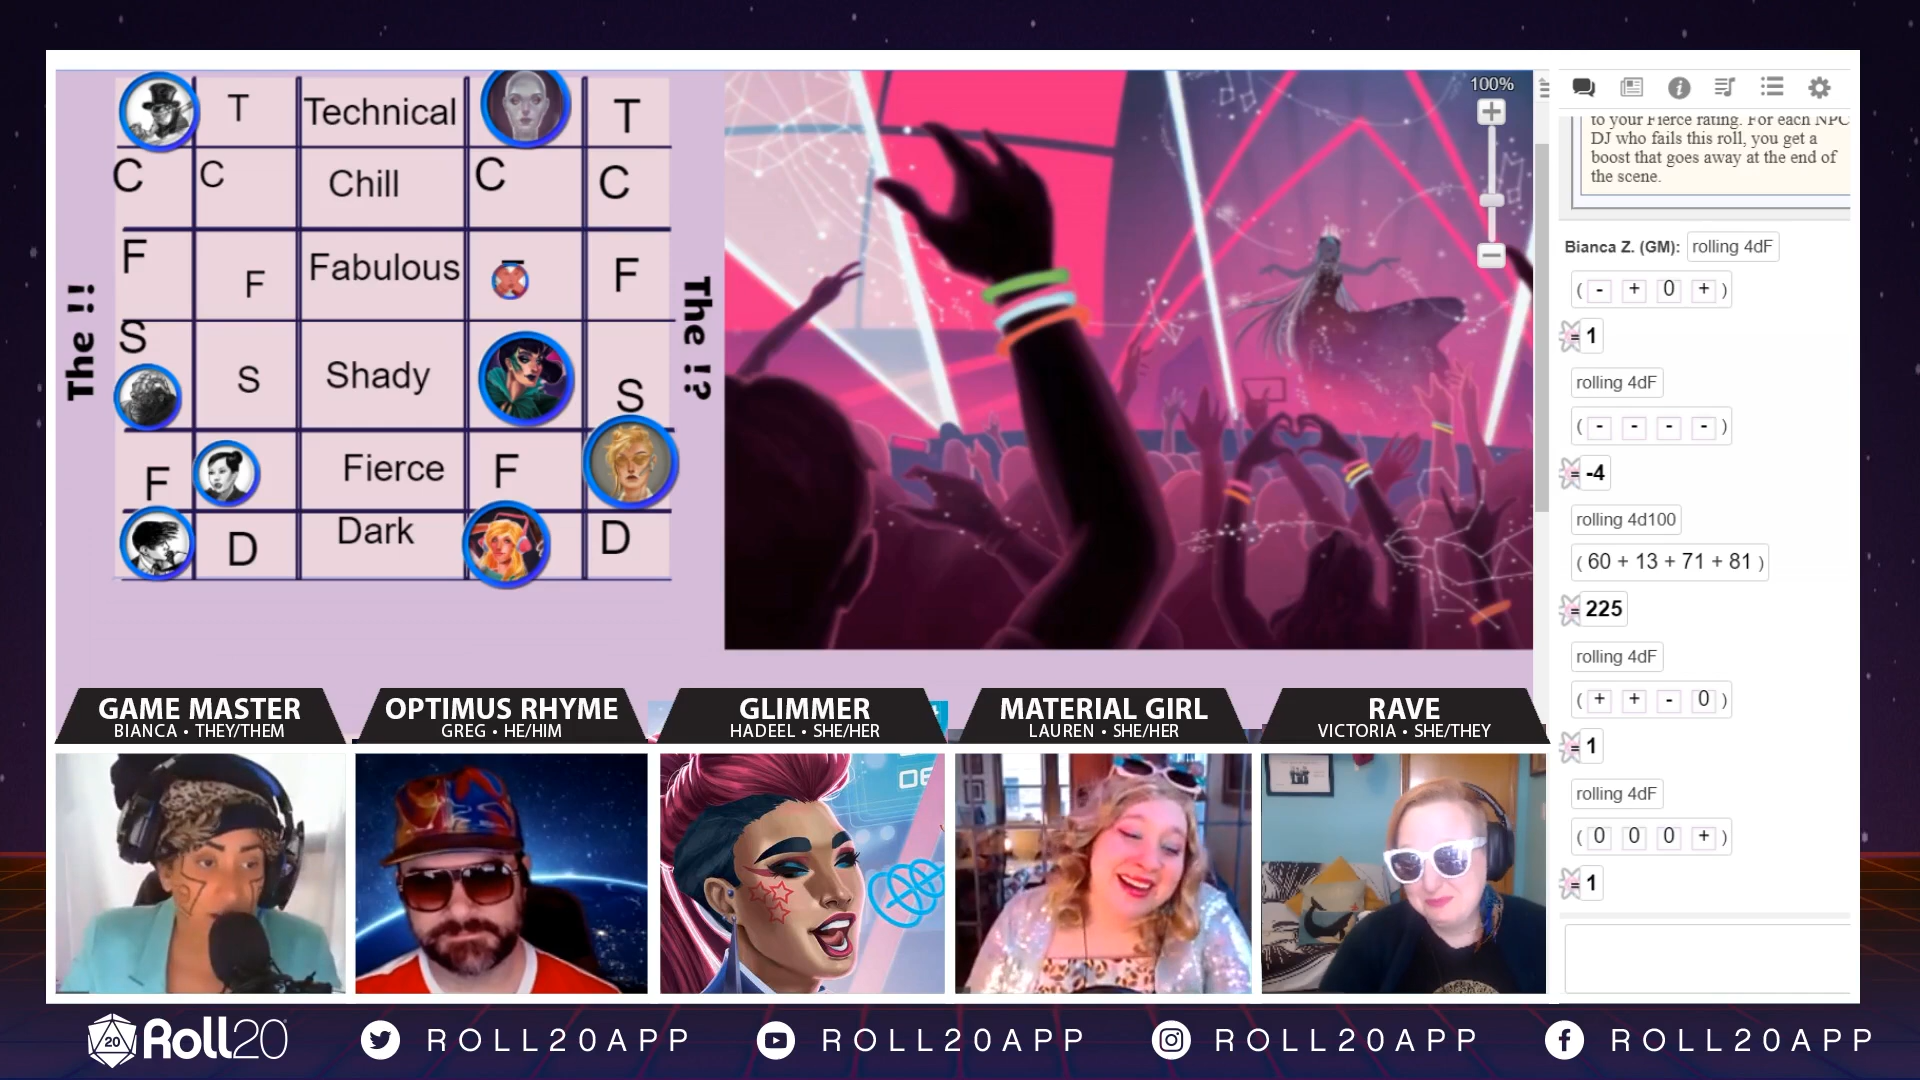 T Technical T
C C Chill C C
F F Fabulous F
S S Shady S
F Fierce F
D Dark D
The !!
The !?
100%
to your Fierce rating. For each NPC
DJ who fails this roll, you get a
boost that goes away at the end of
the scene.
Bianca Z. (GM): rolling 4dF
( - + 0 + )
= 1
rolling 4dF
( - - - - )
= -4
rolling 4d100
( 60 + 13 + 71 + 81 )
= 225
rolling 4dF
( + + - 0 )
= 1
rolling 4dF
( 0 0 0 + )
= 1
GAME MASTER
BIANCA • THEY/THEM
OPTIMUS RHYME
GREG • HE/HIM
GLIMMER
HADEEL • SHE/HER
MATERIAL GIRL
LAUREN • SHE/HER
RAVE
VICTORIA • SHE/THEY
06
20 Roll20
ROLL20APP
ROLL20APP
ROLL20APP
ROLL20APP